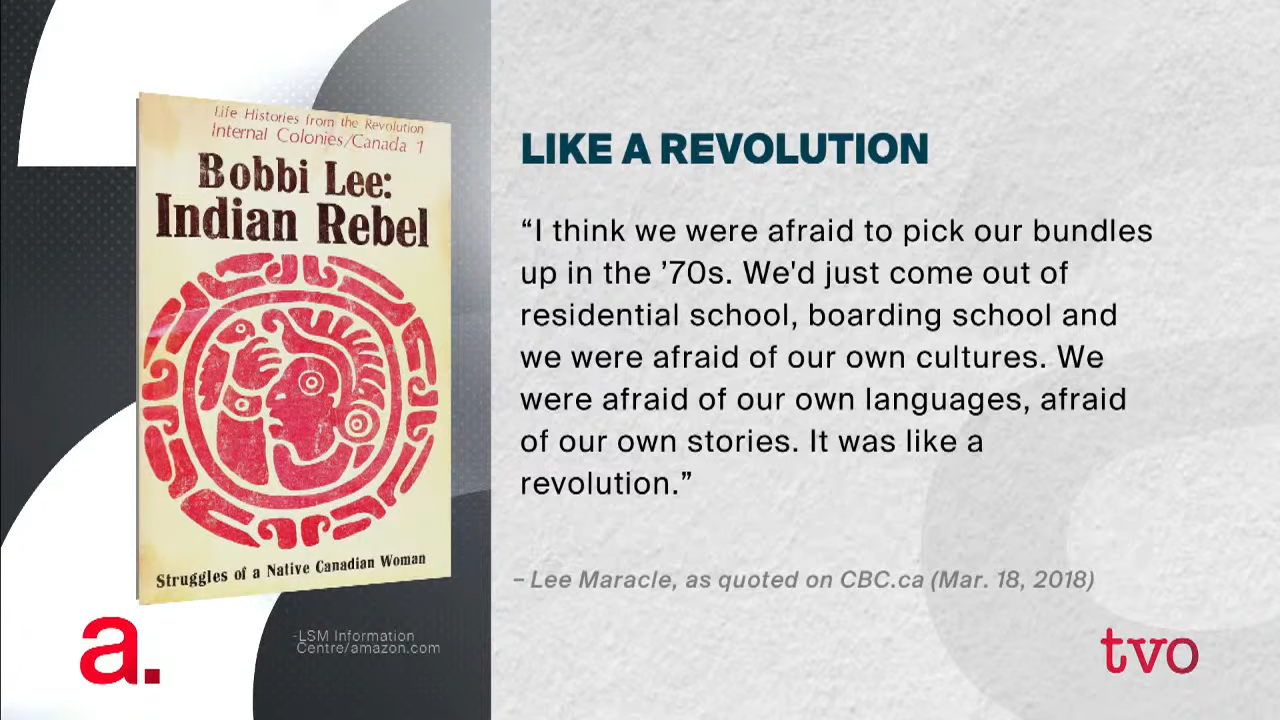 Life Histories from the Revolution
Internal Colonies/Canada 1
Bobbi Lee:
Indian Rebel
Struggles of a Native Canadian Woman
-LSM Information
Centre/amazon.com
a.
LIKE A REVOLUTION
“I think we were afraid to pick our bundles
up in the ’70s. We'd just come out of
residential school, boarding school and
we were afraid of our own cultures. We
were afraid of our own languages, afraid
of our own stories. It was like a
revolution.”
– Lee Maracle, as quoted on CBC.ca (Mar. 18, 2018)
tvo